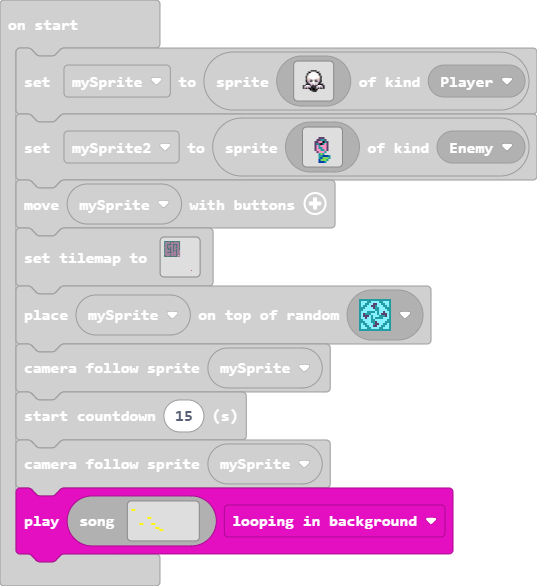 on start
set mySprite to sprite of kind Player
set mySprite2 to sprite of kind Enemy
move mySprite with buttons
set tilemap to
place mySprite on top of random
camera follow sprite mySprite
start countdown 15 (s)
camera follow sprite mySprite
play song looping in background